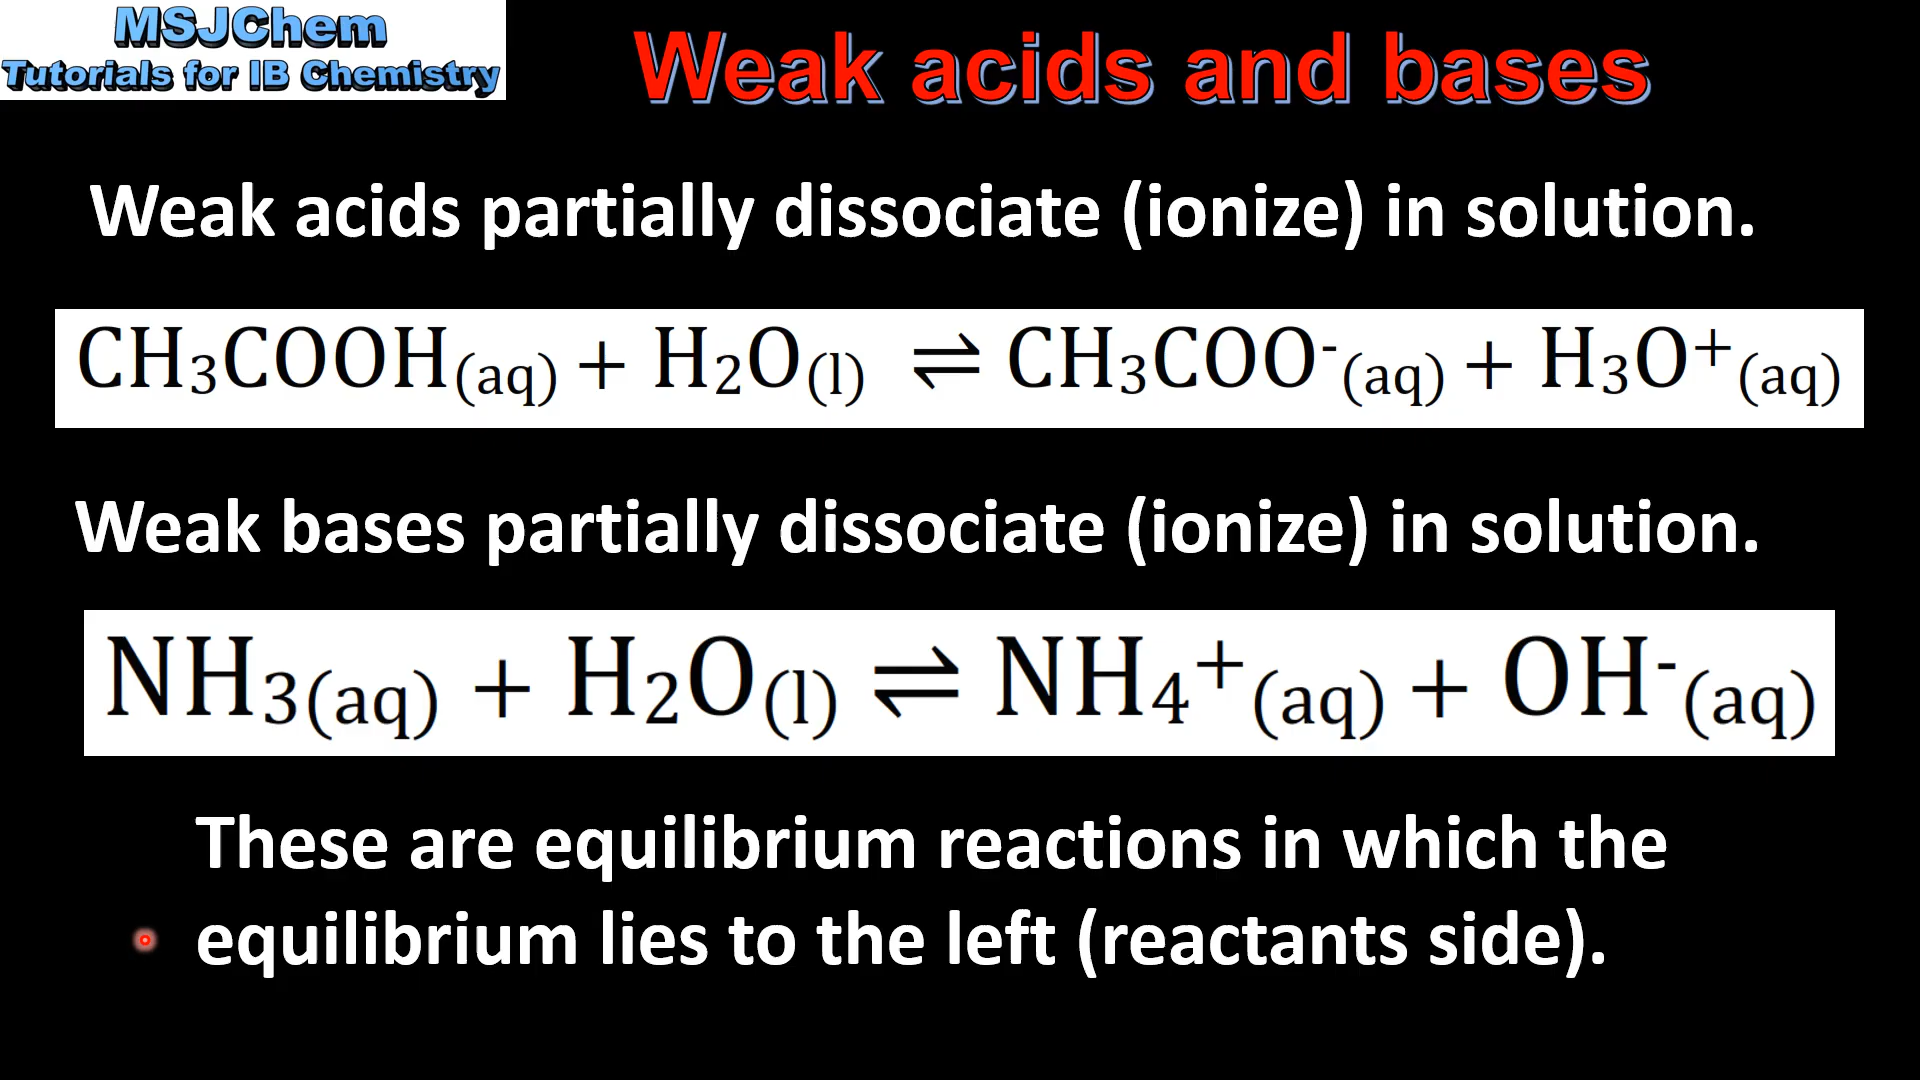 MSJChem
Tutorials for IB Chemistry
Weak acids and bases
Weak acids partially dissociate (ionize) in solution.
CH₃COOH₍aq₎ + H₂O₍l₎ ⇌ CH₃COO⁻₍aq₎ + H₃O⁺₍aq₎
Weak bases partially dissociate (ionize) in solution.
NH₃₍aq₎ + H₂O₍l₎ ⇌ NH₄⁺₍aq₎ + OH⁻₍aq₎
These are equilibrium reactions in which the
equilibrium lies to the left (reactants side).